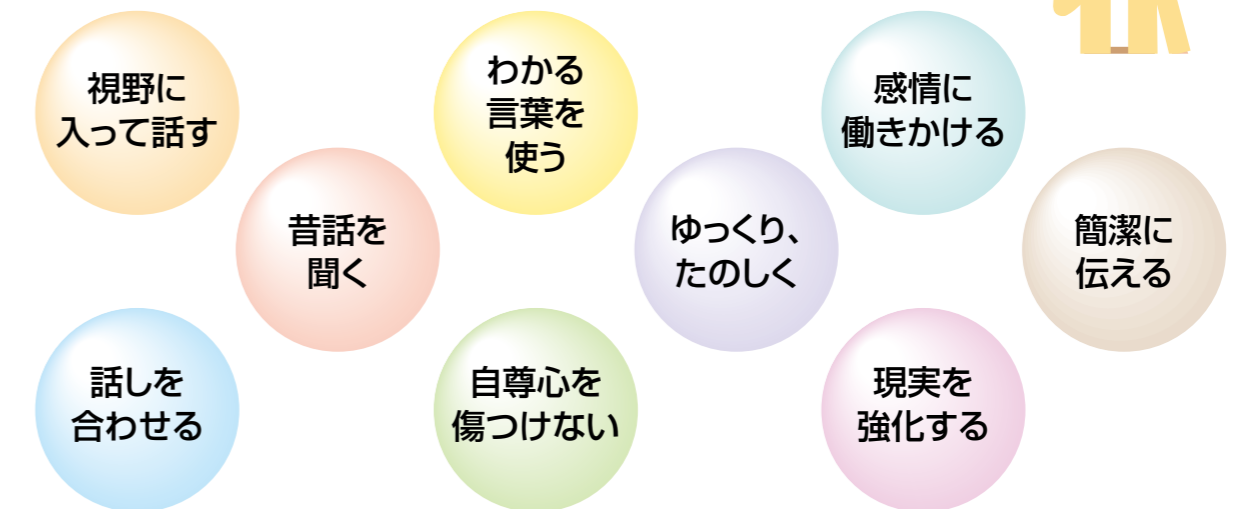 視野に
入って話す
わかる
言葉を
使う
感情に
働きかける
昔話を
聞く
ゆっくり、
たのしく
簡潔に
伝える
話しを
合わせる
自尊心を
傷つけない
現実を
強化する